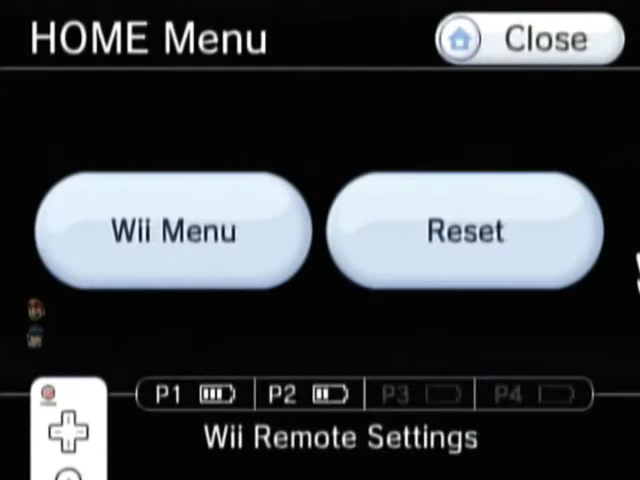 HOME Menu
Close
Wii Menu
Reset
P1 P2 P3 P4
Wii Remote Settings